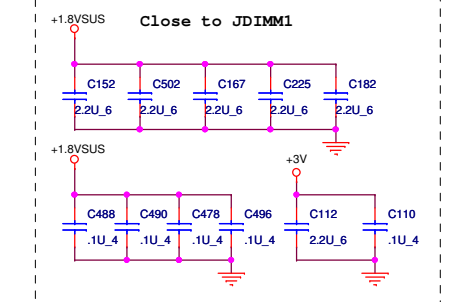 +1.8VSUS Close to JDIMM1
C152 C502 C167 C225 C182
2.2U_6 2.2U_6 2.2U_6 2.2U_6 2.2U_6
+1.8VSUS
+3V
C488 C490 C478 C496 C112 C110
.1U_4 .1U_4 .1U_4 .1U_4 2.2U_6 .1U_4